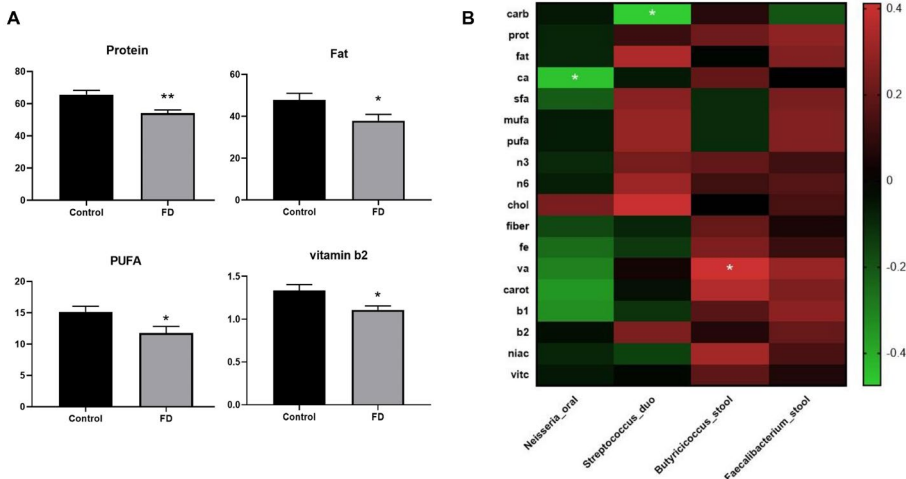 A
Protein
80
60
40
20
0
**
Control
FD
Fat
60
40
20
0
*
Control
FD
PUFA
20
15
10
5
0
*
Control
FD
vitamin b2
1.5
1.0
0.5
0.0
*
Control
FD
B
carb
prot
fat
ca
sfa
mufa
pufa
n3
n6
chol
fiber
fe
va
carot
b1
b2
niac
vitc
*
*
*
Neisseria_oral
Streptococcus_duo
Butyricicoccus_stool
Faecalibacterium_stool
0.4
0.2
0
-0.2
-0.4